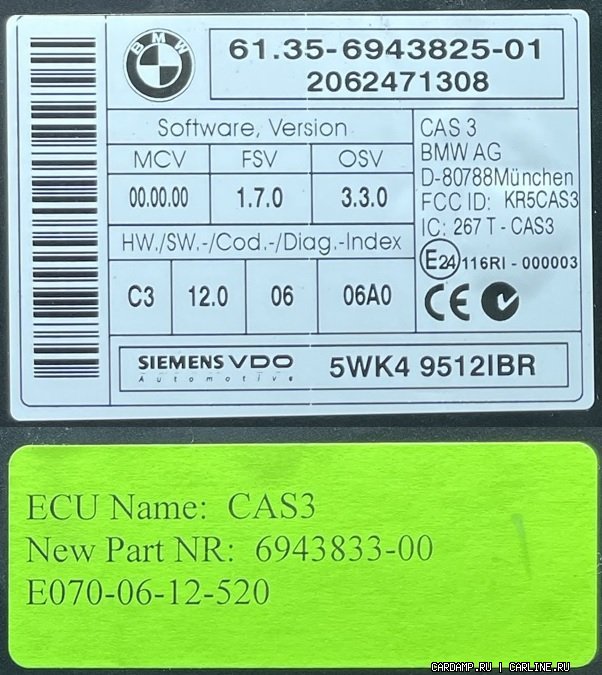 BMW
61.35-6943825-01
2062471308
Software, Version
MCV FSV OSV
00.00.00 1.7.0 3.3.0
HW./SW.-/Cod.-/Diag.-Index
C3 12.0 06 06A0
CAS 3
BMW AG
D-80788München
FCC ID: KR5CAS3
IC: 267 T - CAS3
E24 116RI - 000003
CE
SIEMENS VDO
Automotive
5WK4 9512IBR
ECU Name: CAS3
New Part NR: 6943833-00
E070-06-12-520
CARDAMP.RU | CARLINE.RU